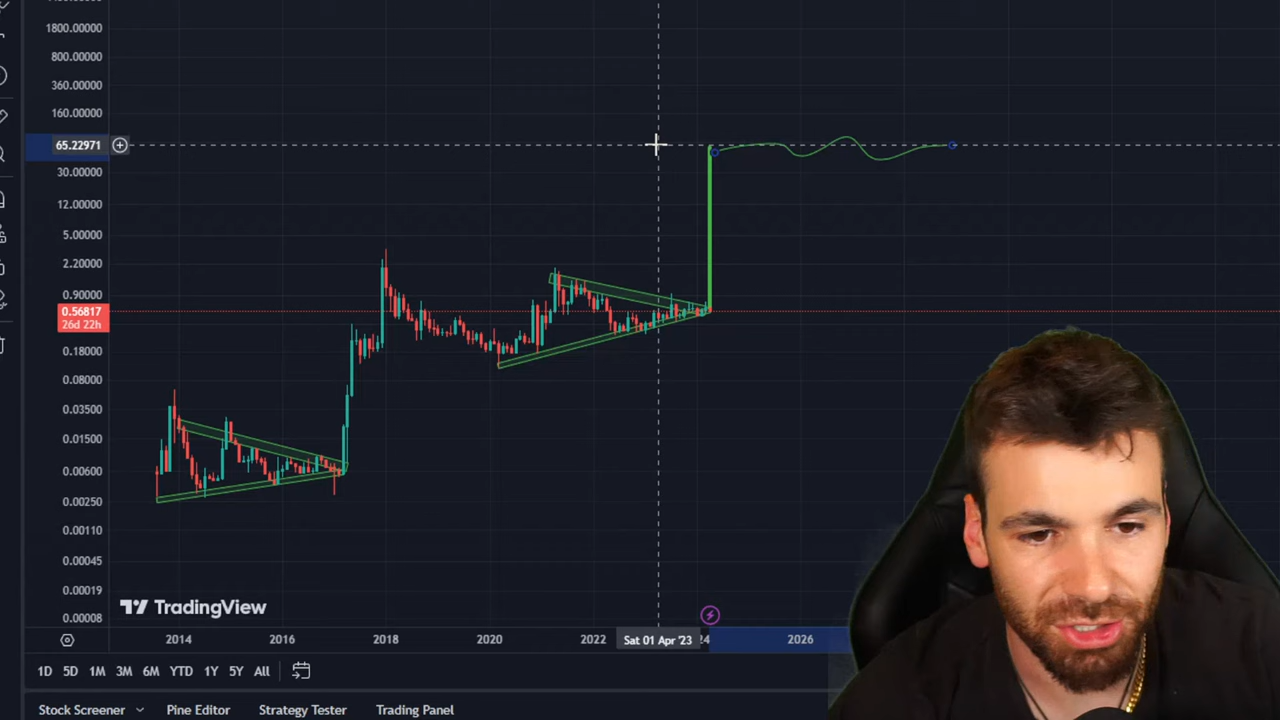 1800.00000
800.00000
360.00000
160.00000
65.22971
30.00000
12.00000
5.00000
2.20000
0.90000
0.56817
26d 22h
0.18000
0.08000
0.03500
0.01500
0.00600
0.00250
0.00110
0.00045
0.00019
0.00008
TradingView
2014
2016
2018
2020
2022
Sat 01 Apr '23
24
2026
1D
5D
1M
3M
6M
YTD
1Y
5Y
All
Stock Screener
Pine Editor
Strategy Tester
Trading Panel